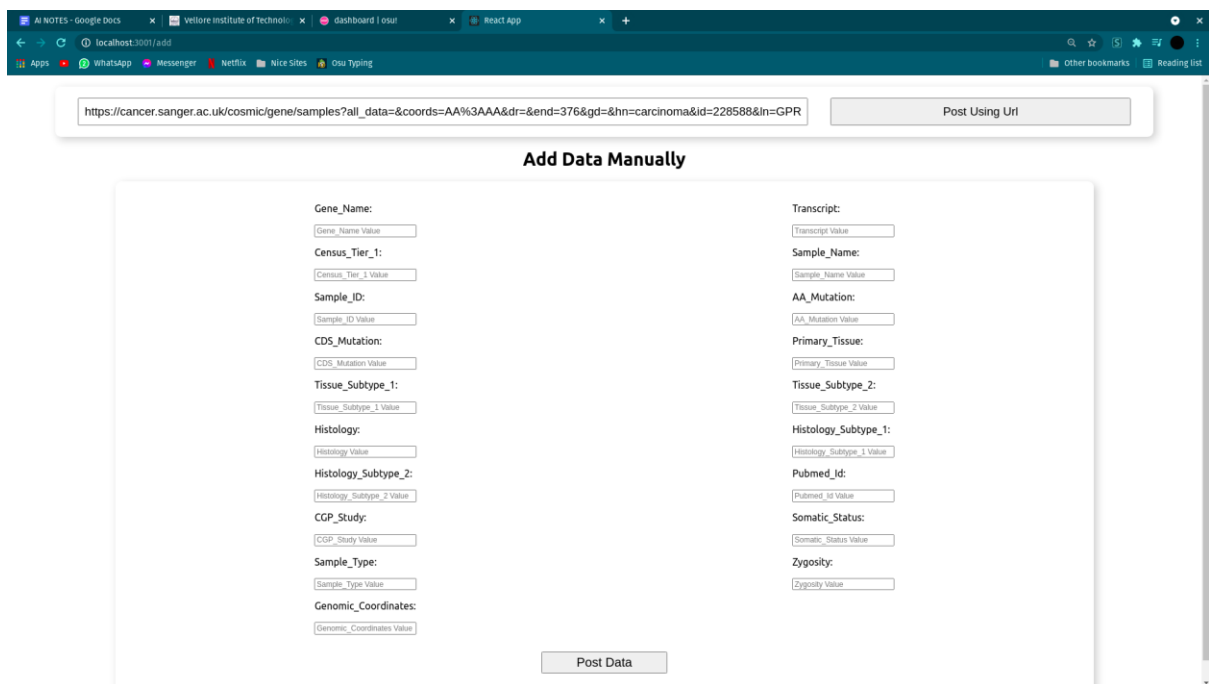 AI NOTES - Google Docs Vellore Institute of Technolo dashboard | osu! React App
localhost:3001/add
Apps WhatsApp Messenger Netflix Nice Sites Osu Typing Other bookmarks Reading list
https://cancer.sanger.ac.uk/cosmic/gene/samples?all_data=&coords=AA%3AAA&dr=&end=376&gd=&hn=carcinoma&id=228588&ln=GPR Post Using Url
Add Data Manually
Gene_Name: Transcript:
Gene_Name Value Transcript Value
Census_Tier_1: Sample_Name:
Census_Tier_1 Value Sample_Name Value
Sample_ID: AA_Mutation:
Sample_ID Value AA_Mutation Value
CDS_Mutation: Primary_Tissue:
CDS_Mutation Value Primary_Tissue Value
Tissue_Subtype_1: Tissue_Subtype_2:
Tissue_Subtype_1 Value Tissue_Subtype_2 Value
Histology: Histology_Subtype_1:
Histology Value Histology_Subtype_1 Value
Histology_Subtype_2: Pubmed_Id:
Histology_Subtype_2 Value Pubmed_Id Value
CGP_Study: Somatic_Status:
CGP_Study Value Somatic_Status Value
Sample_Type: Zygosity:
Sample_Type Value Zygosity Value
Genomic_Coordinates:
Genomic_Coordinates Value
Post Data